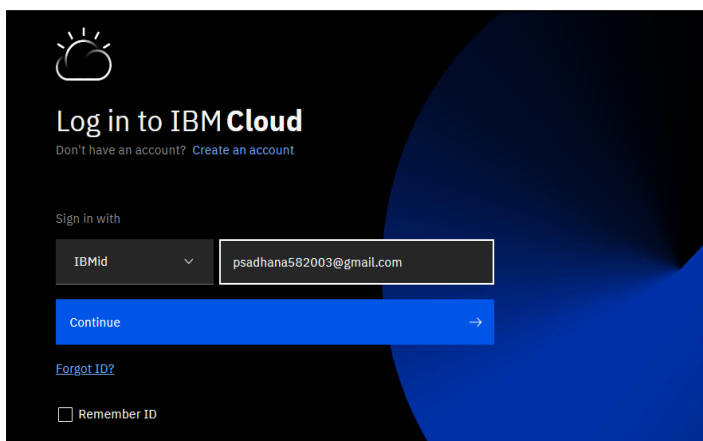 Log in to IBM Cloud
Don't have an account? Create an account
Sign in with
IBMid
psadhana582003@gmail.com
Continue
Forgot ID?
Remember ID